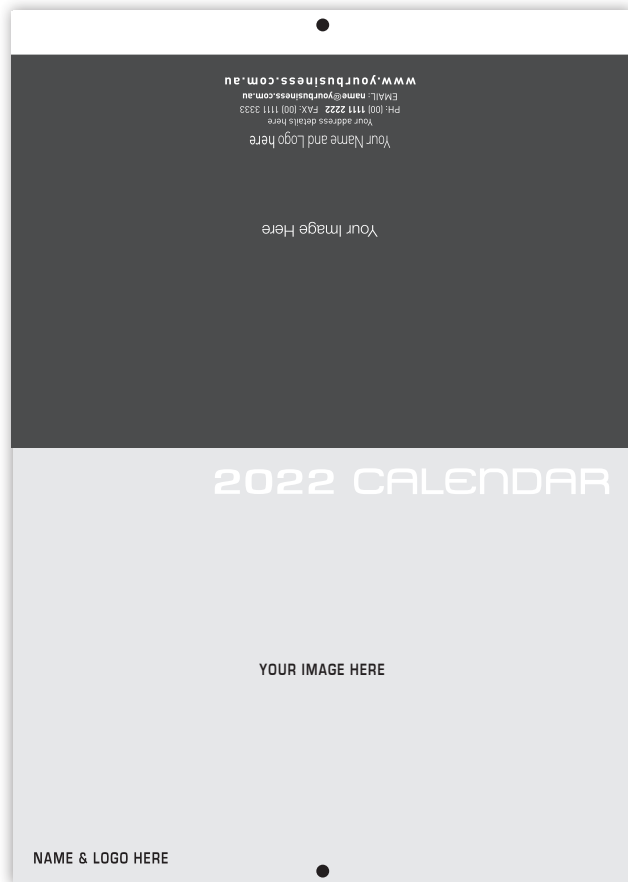 Your Image Here
Your Name and Logo here
Your address details here
PH: (00) 1111 2222 FAX: (00) 1111 3333
EMAIL: name@yourbusiness.com.au
www.yourbusiness.com.au
2022 CALENDAR
YOUR IMAGE HERE
NAME & LOGO HERE